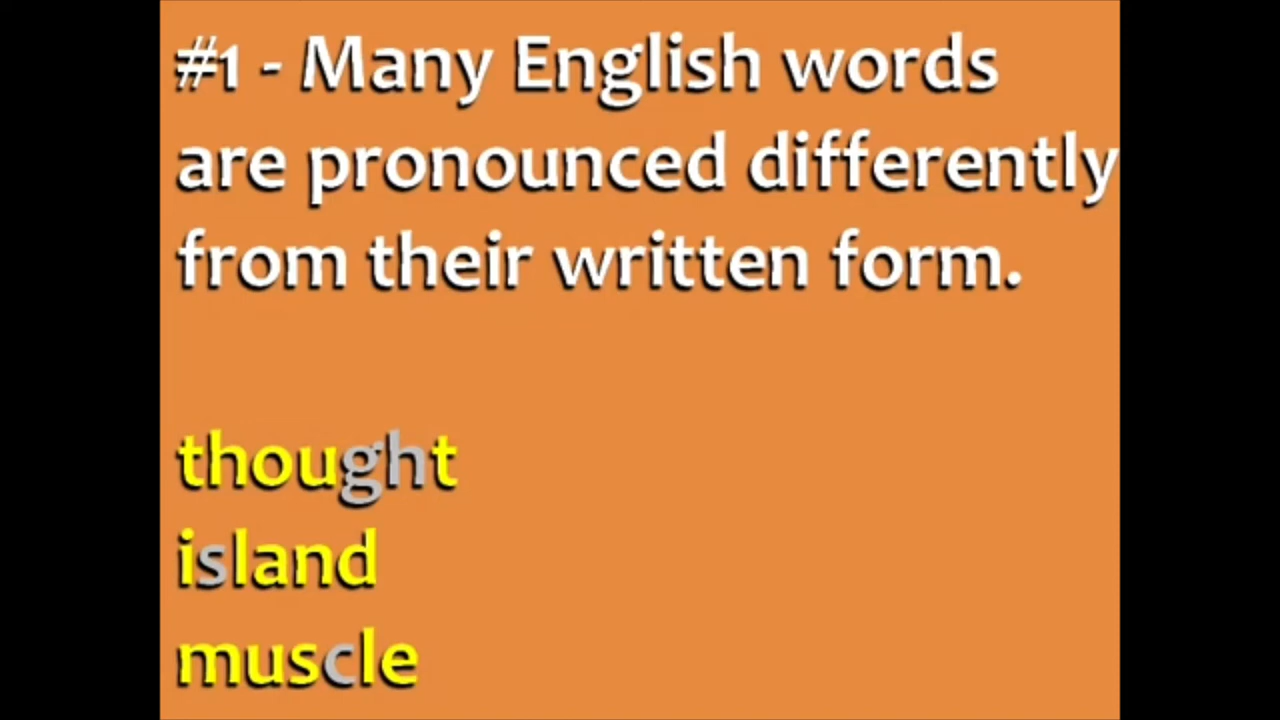 #1 - Many English words
are pronounced differently
from their written form.
thought
island
muscle